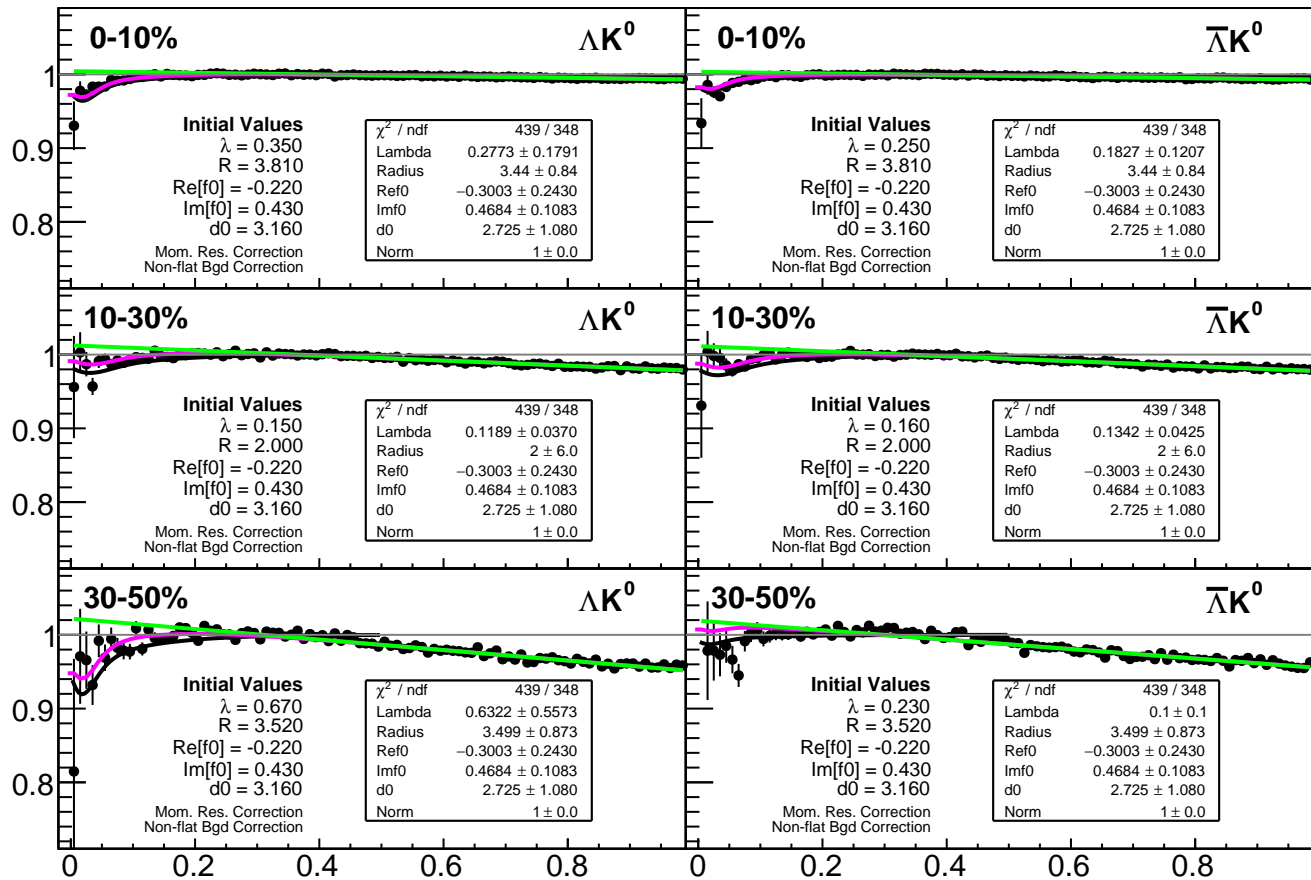 0-10% ΛK⁰
1
0.9
0.8
Initial Values
λ = 0.350
R = 3.810
Re[f0] = -0.220
Im[f0] = 0.430
d0 = 3.160
Mom. Res. Correction
Non-flat Bgd Correction
χ² / ndf 439 / 348
Lambda 0.2773 ± 0.1791
Radius 3.44 ± 0.84
Ref0 −0.3003 ± 0.2430
Imf0 0.4684 ± 0.1083
d0 2.725 ± 1.080
Norm 1 ± 0.0
0-10% Λ̅K⁰
Initial Values
λ = 0.250
R = 3.810
Re[f0] = -0.220
Im[f0] = 0.430
d0 = 3.160
Mom. Res. Correction
Non-flat Bgd Correction
χ² / ndf 439 / 348
Lambda 0.1827 ± 0.1207
Radius 3.44 ± 0.84
Ref0 −0.3003 ± 0.2430
Imf0 0.4684 ± 0.1083
d0 2.725 ± 1.080
Norm 1 ± 0.0
10-30% ΛK⁰
1
0.9
0.8
Initial Values
λ = 0.150
R = 2.000
Re[f0] = -0.220
Im[f0] = 0.430
d0 = 3.160
Mom. Res. Correction
Non-flat Bgd Correction
χ² / ndf 439 / 348
Lambda 0.1189 ± 0.0370
Radius 2 ± 6.0
Ref0 −0.3003 ± 0.2430
Imf0 0.4684 ± 0.1083
d0 2.725 ± 1.080
Norm 1 ± 0.0
10-30% Λ̅K⁰
Initial Values
λ = 0.160
R = 2.000
Re[f0] = -0.220
Im[f0] = 0.430
d0 = 3.160
Mom. Res. Correction
Non-flat Bgd Correction
χ² / ndf 439 / 348
Lambda 0.1342 ± 0.0425
Radius 2 ± 6.0
Ref0 −0.3003 ± 0.2430
Imf0 0.4684 ± 0.1083
d0 2.725 ± 1.080
Norm 1 ± 0.0
30-50% ΛK⁰
1
0.9
0.8
Initial Values
λ = 0.670
R = 3.520
Re[f0] = -0.220
Im[f0] = 0.430
d0 = 3.160
Mom. Res. Correction
Non-flat Bgd Correction
χ² / ndf 439 / 348
Lambda 0.6322 ± 0.5573
Radius 3.499 ± 0.873
Ref0 −0.3003 ± 0.2430
Imf0 0.4684 ± 0.1083
d0 2.725 ± 1.080
Norm 1 ± 0.0
30-50% Λ̅K⁰
Initial Values
λ = 0.230
R = 3.520
Re[f0] = -0.220
Im[f0] = 0.430
d0 = 3.160
Mom. Res. Correction
Non-flat Bgd Correction
χ² / ndf 439 / 348
Lambda 0.1 ± 0.1
Radius 3.499 ± 0.873
Ref0 −0.3003 ± 0.2430
Imf0 0.4684 ± 0.1083
d0 2.725 ± 1.080
Norm 1 ± 0.0
0 0.2 0.4 0.6 0.8 0 0.2 0.4 0.6 0.8